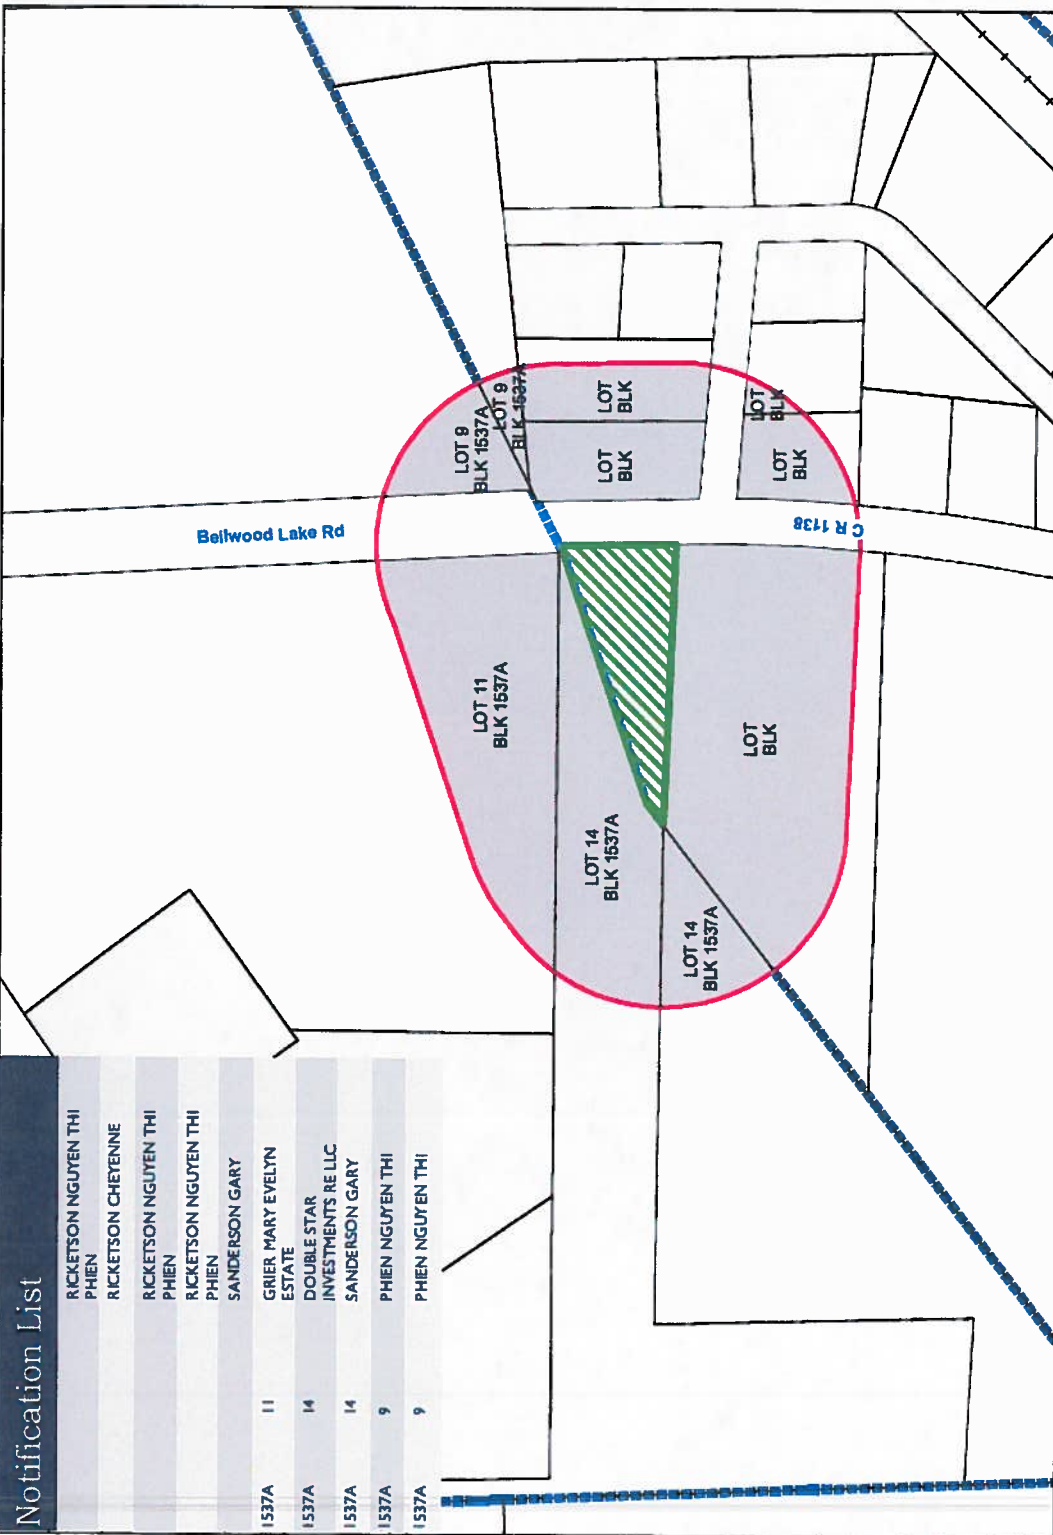 Notification List
RICKETSON NGUYEN THI
PHIEN
RICKETSON CHEYENNE
RICKETSON NGUYEN THI
PHIEN
RICKETSON NGUYEN THI
PHIEN
SANDERSON GARY
1537A 11 GRIER MARY EVELYN
ESTATE
1537A 14 DOUBLE STAR
INVESTMENTS RE LLC
1537A 14 SANDERSON GARY
1537A 9 PHIEN NGUYEN THI
1537A 9 PHIEN NGUYEN THI
Bellwood Lake Rd
C R 1138
LOT 9
BLK 1537A
LOT 9
BLK 1537A
LOT
BLK
LOT
BLK
LOT
BLK
LOT
BLK
LOT 11
BLK 1537A
LOT 14
BLK 1537A
LOT 14
BLK 1537A
LOT
BLK